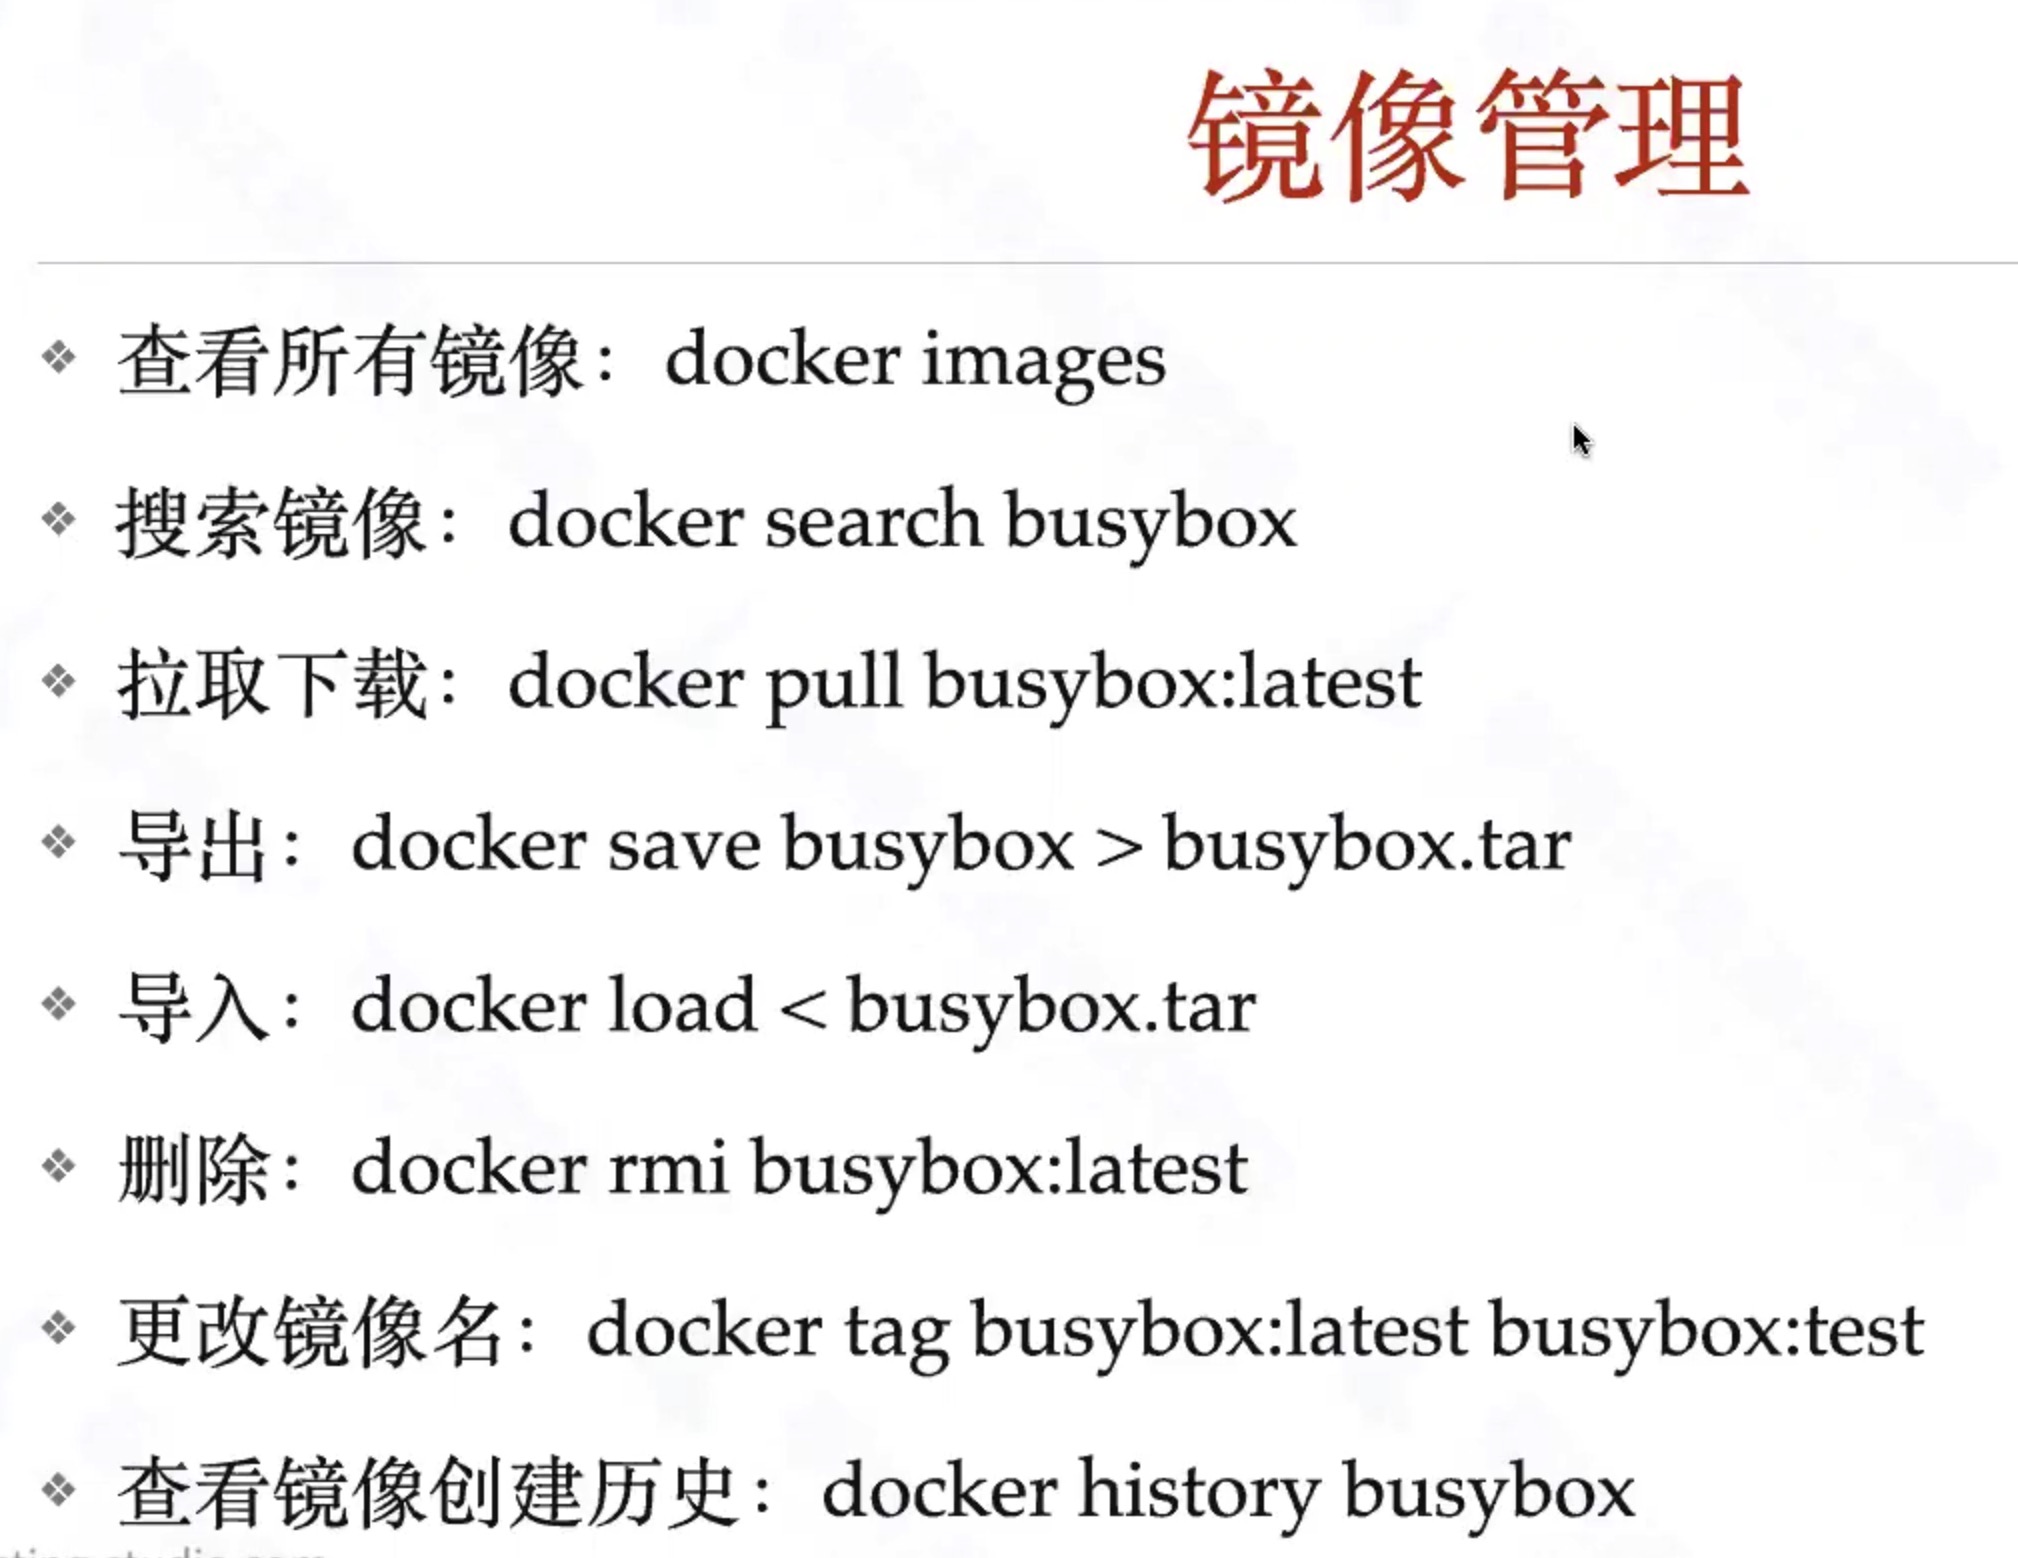 镜像管理
查看所有镜像：docker images
搜索镜像：docker search busybox
拉取下载：docker pull busybox:latest
导出：docker save busybox > busybox.tar
导入：docker load < busybox.tar
删除：docker rmi busybox:latest
更改镜像名：docker tag busybox:latest busybox:test
查看镜像创建历史：docker history busybox